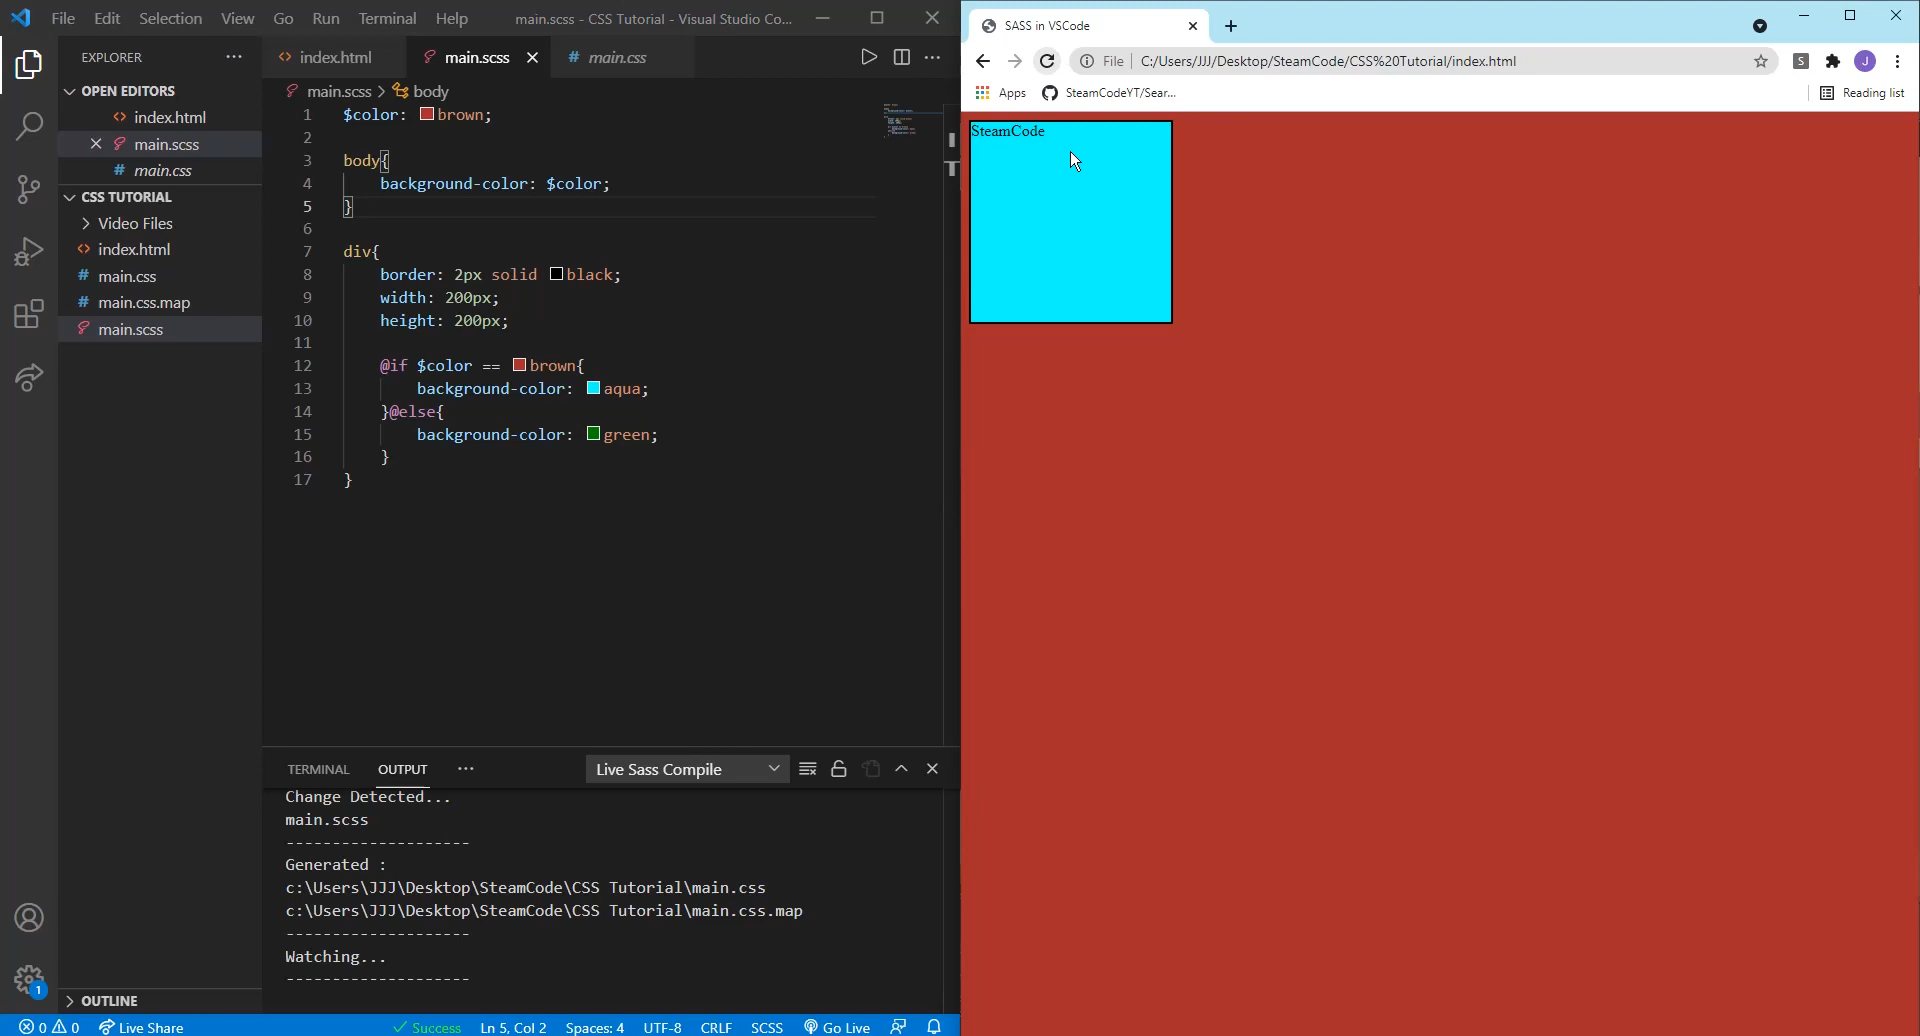 File Edit Selection View Go Run Terminal Help main.scss - CSS Tutorial - Visual Studio Co...
EXPLORER
OPEN EDITORS
index.html
main.scss
main.css
CSS TUTORIAL
Video Files
index.html
main.css
main.css.map
main.scss
OUTLINE
index.html main.scss main.css
main.scss > body
1 $color: brown;
2
3 body{
4 background-color: $color;
5 }
6
7 div{
8 border: 2px solid black;
9 width: 200px;
10 height: 200px;
11
12 @if $color == brown{
13 background-color: aqua;
14 }@else{
15 background-color: green;
16 }
17 }
TERMINAL OUTPUT Live Sass Compile
Change Detected...
main.scss
--------------------
Generated :
c:\Users\JJJ\Desktop\SteamCode\CSS Tutorial\main.css
c:\Users\JJJ\Desktop\SteamCode\CSS Tutorial\main.css.map
--------------------
Watching...
--------------------
1
0 0 Live Share Success Ln 5, Col 2 Spaces: 4 UTF-8 CRLF SCSS Go Live
SASS in VSCode
File C:/Users/JJJ/Desktop/SteamCode/CSS%20Tutorial/index.html S J
Apps SteamCodeYT/Sear... Reading list
SteamCode